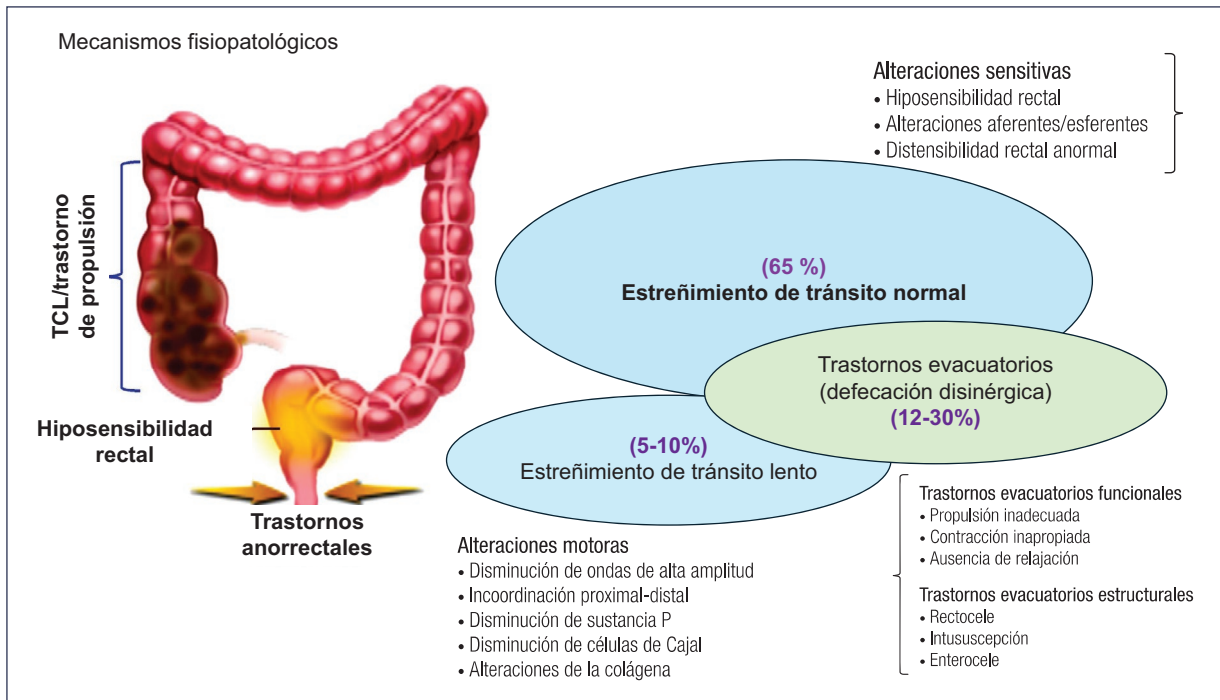 Mecanismos fisiopatológicos
TCL/trastorno
de propulsión
Hiposensibilidad
rectal
Trastornos
anorrectales
Alteraciones sensitivas
• Hiposensibilidad rectal
• Alteraciones aferentes/esferentes
• Distensibilidad rectal anormal
(65 %)
Estreñimiento de tránsito normal
Trastornos evacuatorios
(defecación disinérgica)
(12-30%)
(5-10%)
Estreñimiento de tránsito lento
Alteraciones motoras
• Disminución de ondas de alta amplitud
• Incoordinación proximal-distal
• Disminución de sustancia P
• Disminución de células de Cajal
• Alteraciones de la colágena
Trastornos evacuatorios funcionales
• Propulsión inadecuada
• Contracción inapropiada
• Ausencia de relajación
Trastornos evacuatorios estructurales
• Rectocele
• Intususcepción
• Enterocele